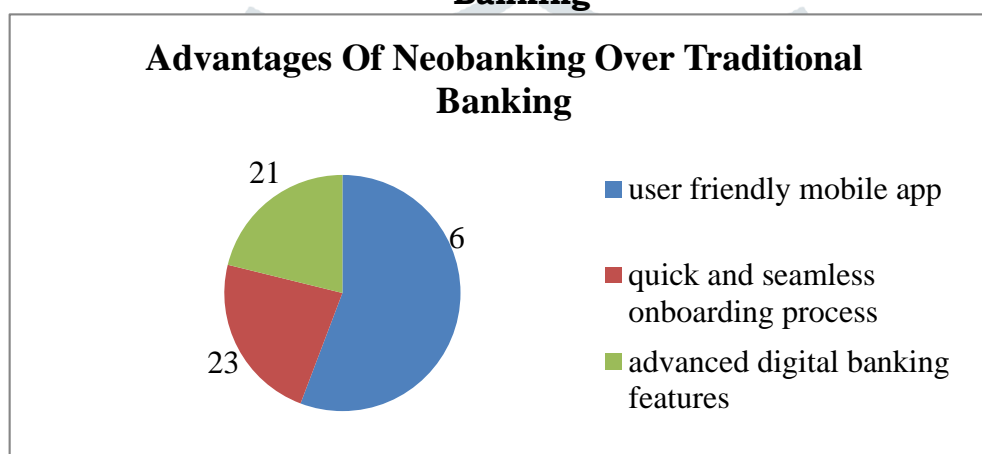 Banking
Advantages Of Neobanking Over Traditional
Banking
21
6
23
user friendly mobile app
quick and seamless
onboarding process
advanced digital banking
features